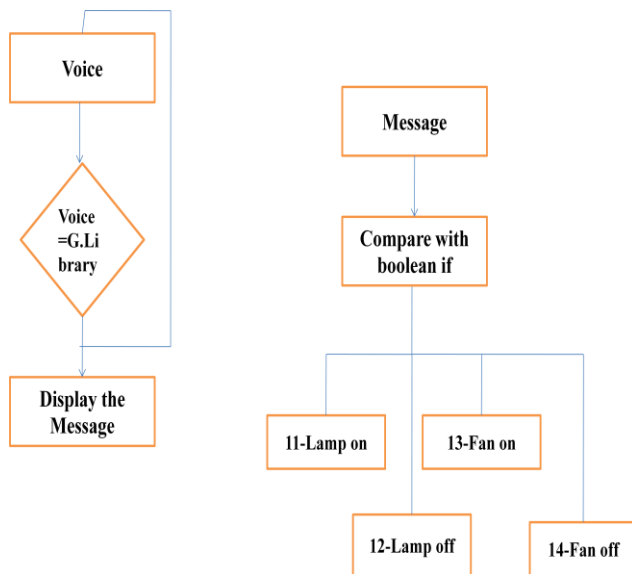 Voice
Voice
=G.Li
brary
Display the
Message
Message
Compare with
boolean if
11-Lamp on
13-Fan on
12-Lamp off
14-Fan off